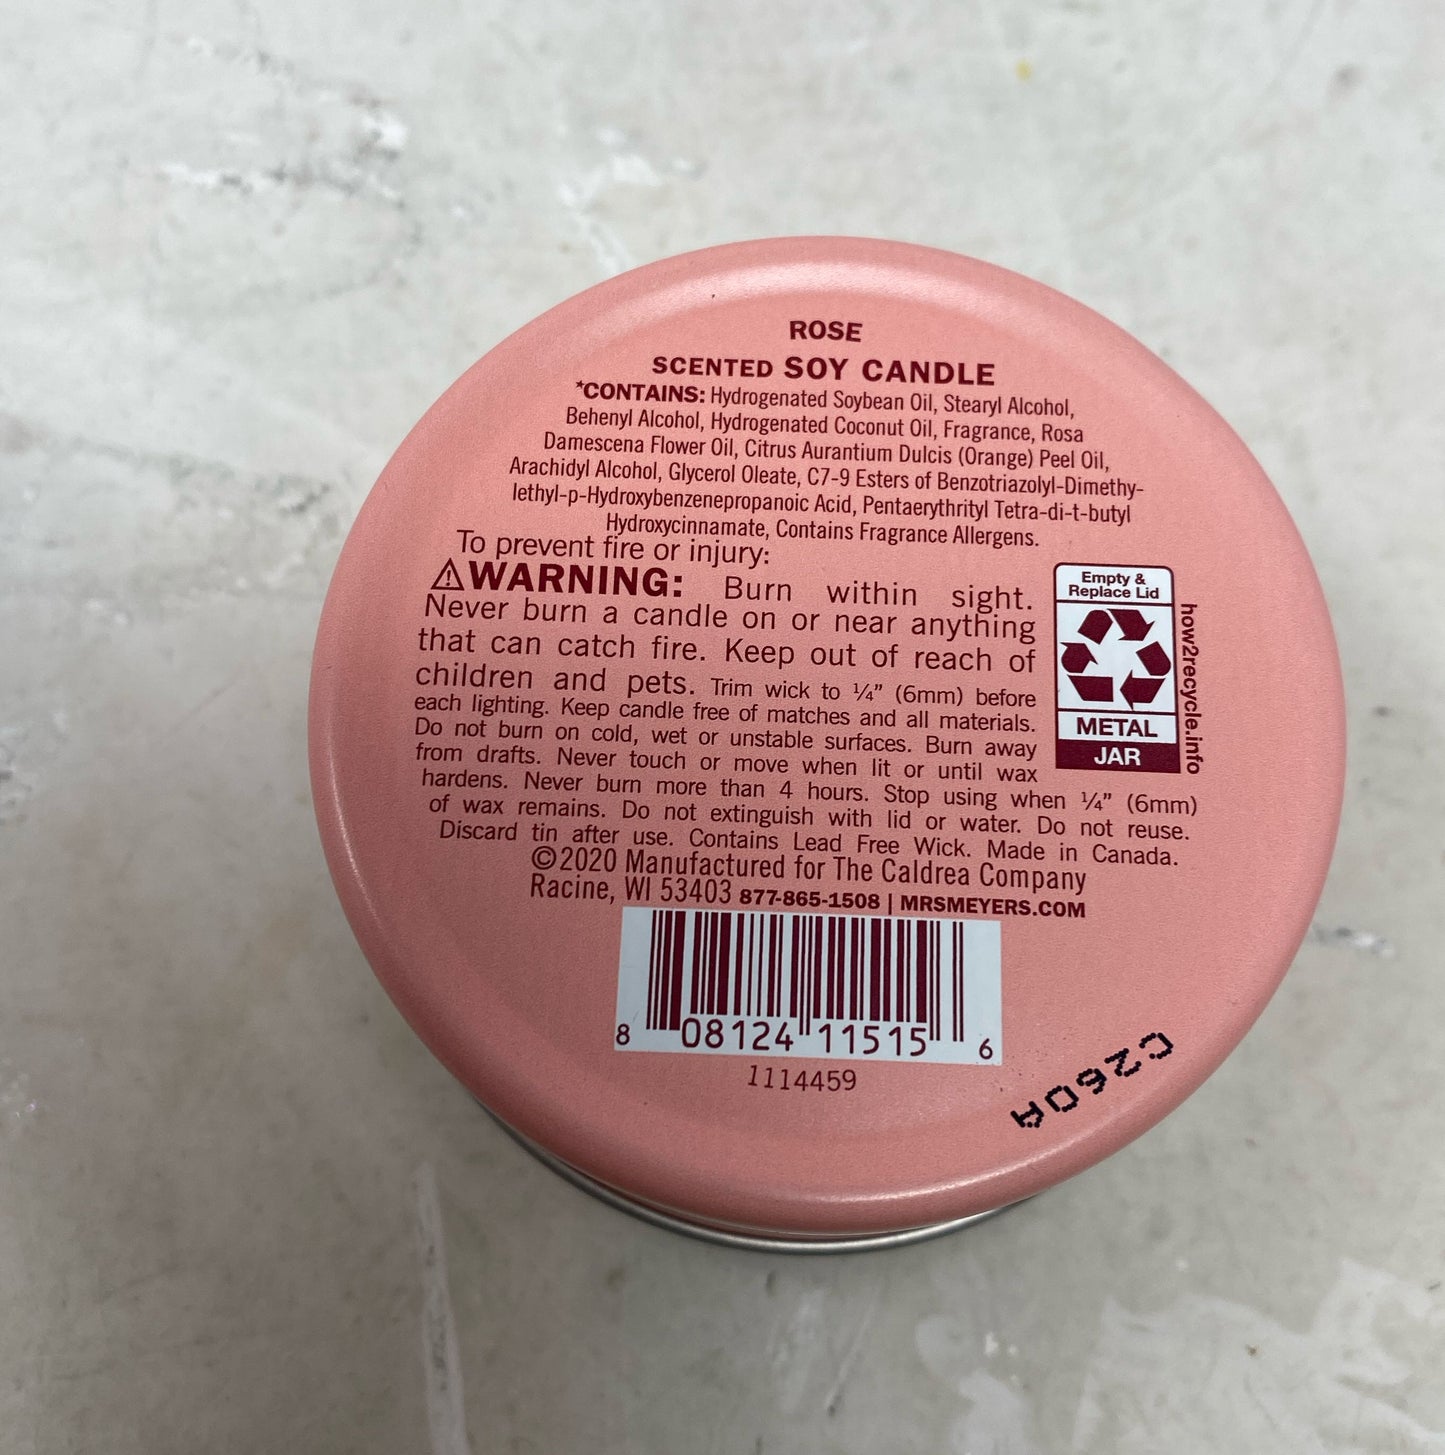 ROSE
SCENTED SOY CANDLE
*CONTAINS: Hydrogenated Soybean Oil, Stearyl Alcohol,
Behenyl Alcohol, Hydrogenated Coconut Oil, Fragrance, Rosa
Damescena Flower Oil, Citrus Aurantium Dulcis (Orange) Peel Oil,
Arachidyl Alcohol, Glycerol Oleate, C7-9 Esters of Benzotriazolyl-Dimethy-
lethyl-p-Hydroxybenzenepropanoic Acid, Pentaerythrityl Tetra-di-t-butyl
Hydroxycinnamate, Contains Fragrance Allergens.
To prevent fire or injury:
⚠WARNING: Burn within sight.
Never burn a candle on or near anything
that can catch fire. Keep out of reach of
children and pets. Trim wick to ¼" (6mm) before
each lighting. Keep candle free of matches and all materials.
Do not burn on cold, wet or unstable surfaces. Burn away
from drafts. Never touch or move when lit or until wax
hardens. Never burn more than 4 hours. Stop using when ¼" (6mm)
of wax remains. Do not extinguish with lid or water. Do not reuse.
Discard tin after use. Contains Lead Free Wick. Made in Canada.
©2020 Manufactured for The Caldrea Company
Racine, WI 53403 877-865-1508 | MRSMEYERS.COM
Empty &
Replace Lid
METAL
JAR
how2recycle.info
8 08124 11515 6
1114459
C260A